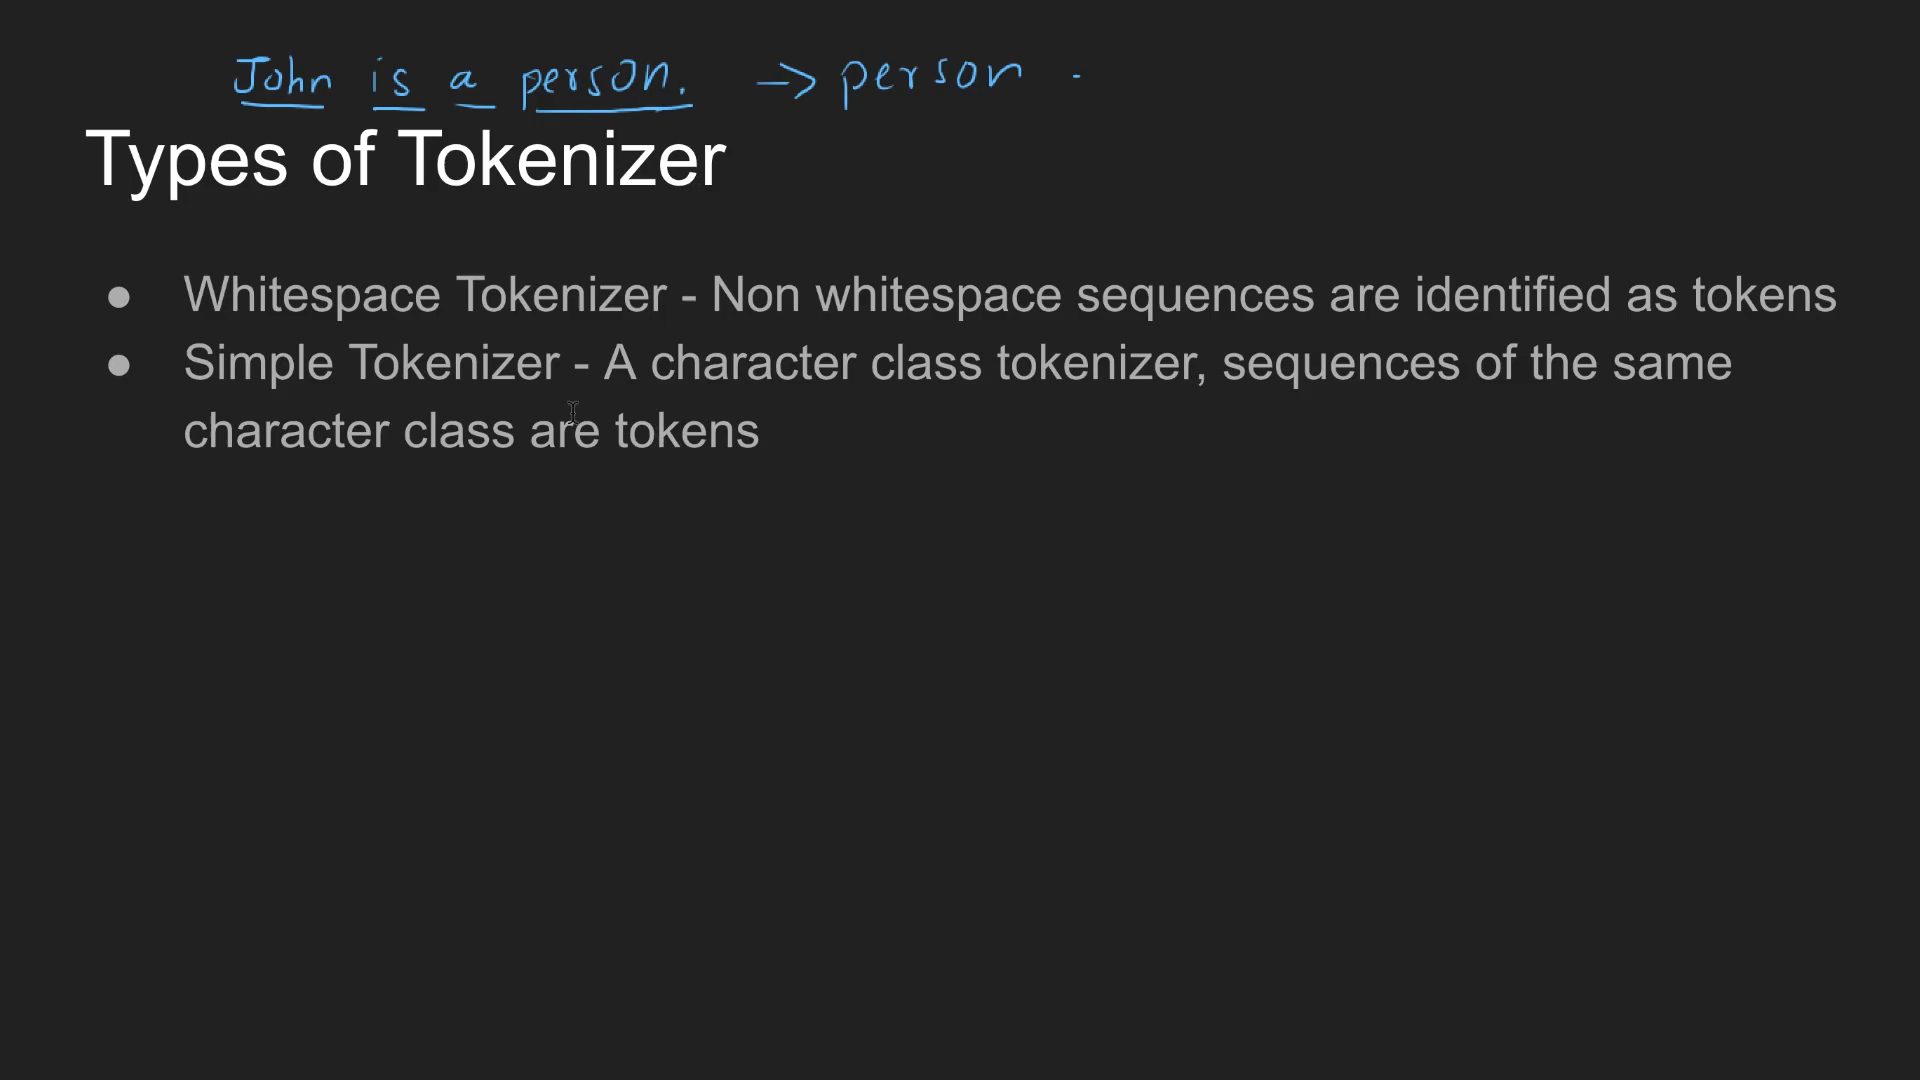 John is a person. -> person .
Types of Tokenizer
● Whitespace Tokenizer - Non whitespace sequences are identified as tokens
● Simple Tokenizer - A character class tokenizer, sequences of the same
character class are tokens